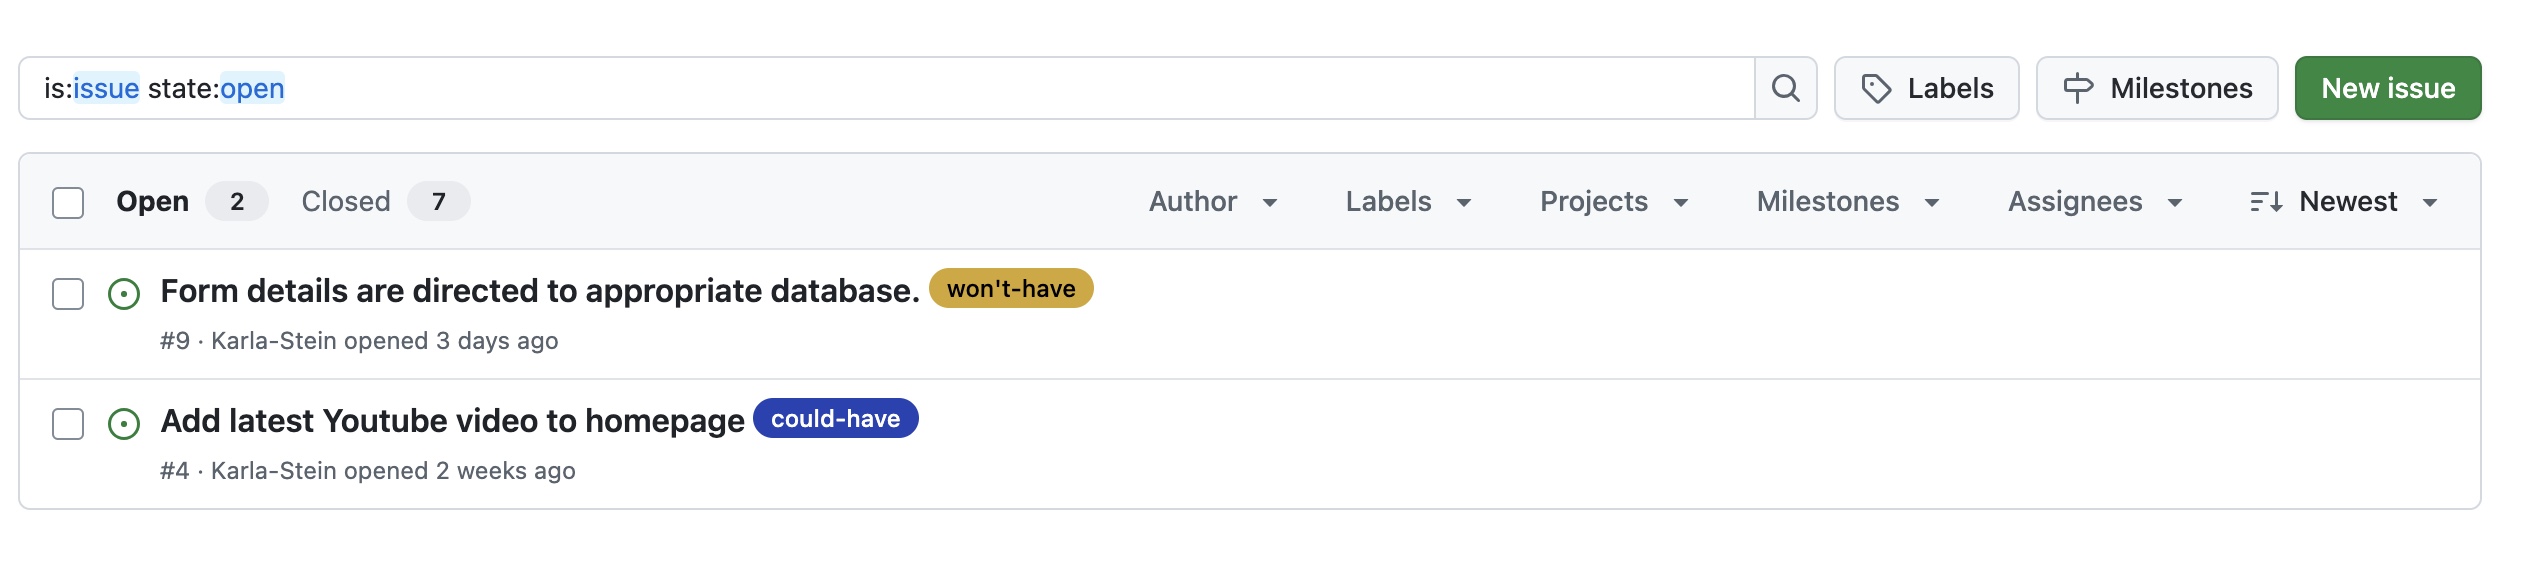 is:issue state:open
Labels
Milestones
New issue
Open 2 Closed 7 Author Labels Projects Milestones Assignees Newest
Form details are directed to appropriate database. won't-have
#9 · Karla-Stein opened 3 days ago
Add latest Youtube video to homepage could-have
#4 · Karla-Stein opened 2 weeks ago